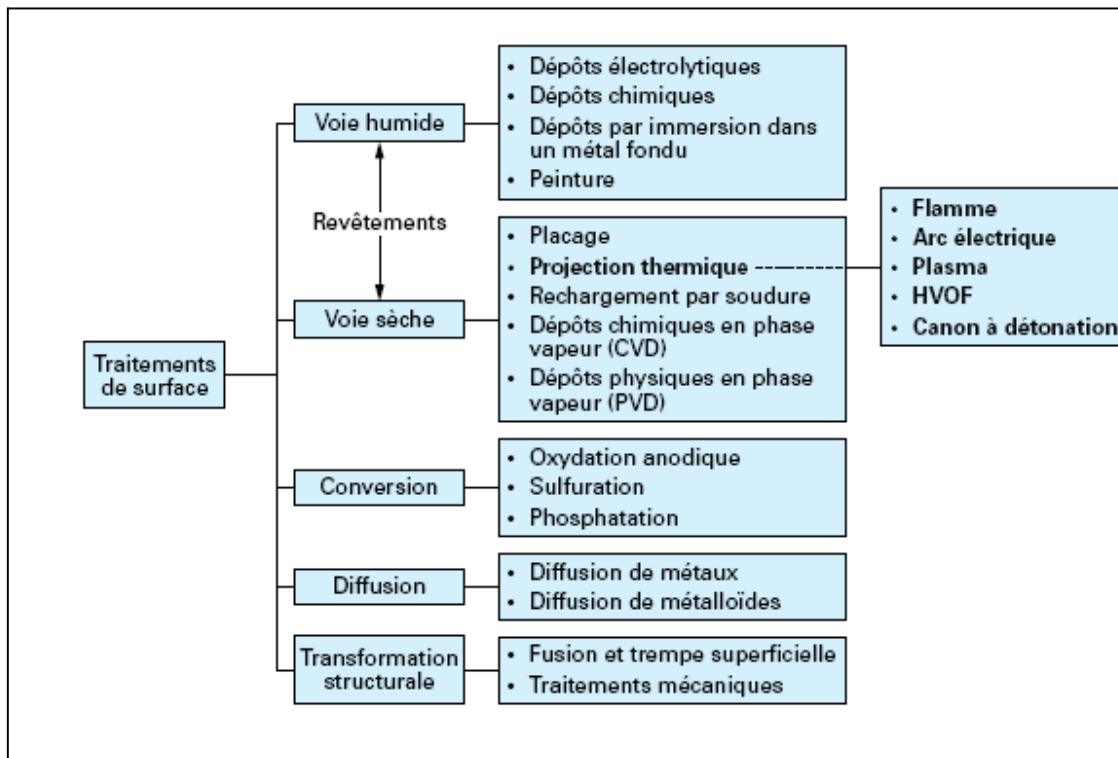 Traitements
de surface
Voie humide
Revêtements
Voie sèche
Conversion
Diffusion
Transformation
structurale
• Dépôts électrolytiques
• Dépôts chimiques
• Dépôts par immersion dans
un métal fondu
• Peinture
• Placage
• Projection thermique
• Rechargement par soudure
• Dépôts chimiques en phase
vapeur (CVD)
• Dépôts physiques en phase
vapeur (PVD)
• Oxydation anodique
• Sulfuration
• Phosphatation
• Diffusion de métaux
• Diffusion de métalloïdes
• Fusion et trempe superficielle
• Traitements mécaniques
• Flamme
• Arc électrique
• Plasma
• HVOF
• Canon à détonation